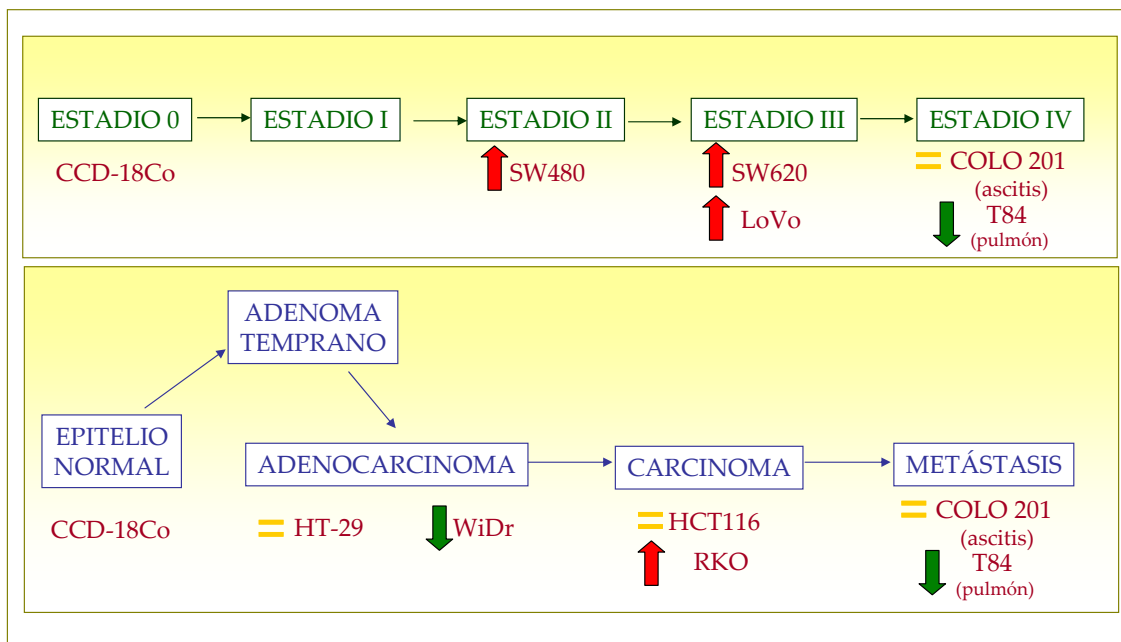 ESTADIO 0
ESTADIO I
ESTADIO II
ESTADIO III
ESTADIO IV
CCD-18Co
SW480
SW620
LoVo
COLO 201
(ascitis)
T84
(pulmón)
ADENOMA
TEMPRANO
EPITELIO
NORMAL
ADENOCARCINOMA
CARCINOMA
METÁSTASIS
CCD-18Co
HT-29
WiDr
HCT116
RKO
COLO 201
(ascitis)
T84
(pulmón)